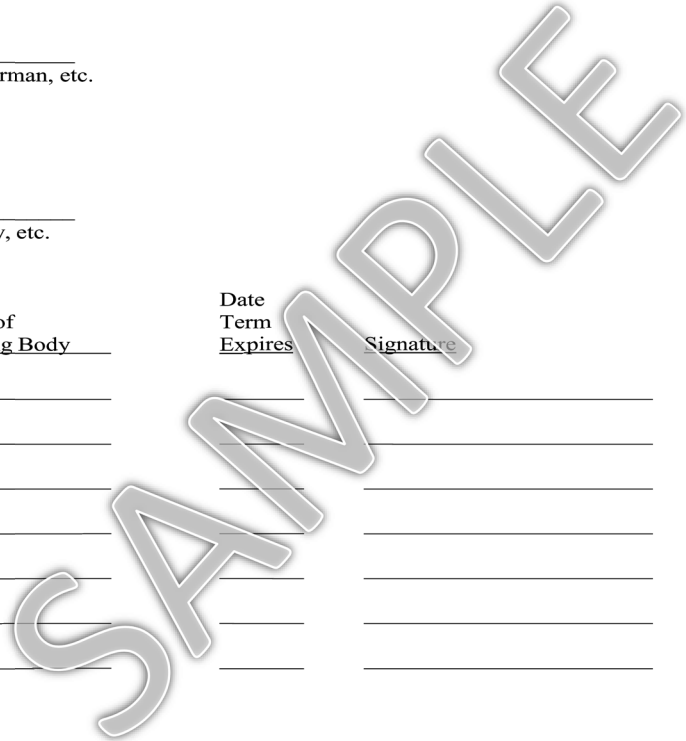 rman, etc.
y, etc.
Date
of Term
g Body Expires Signature
SAMPLE